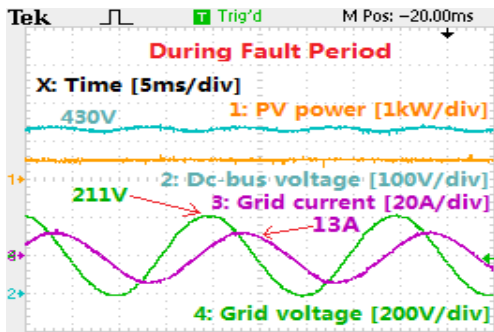 Tek T Trig'd M Pos: -20.00ms
During Fault Period
X: Time [5ms/div]
1: PV power [1kW/div]
430V
2: Dc-bus voltage [100V/div]
1
211V
3: Grid current [20A/div]
13A
2
4: Grid voltage [200V/div]